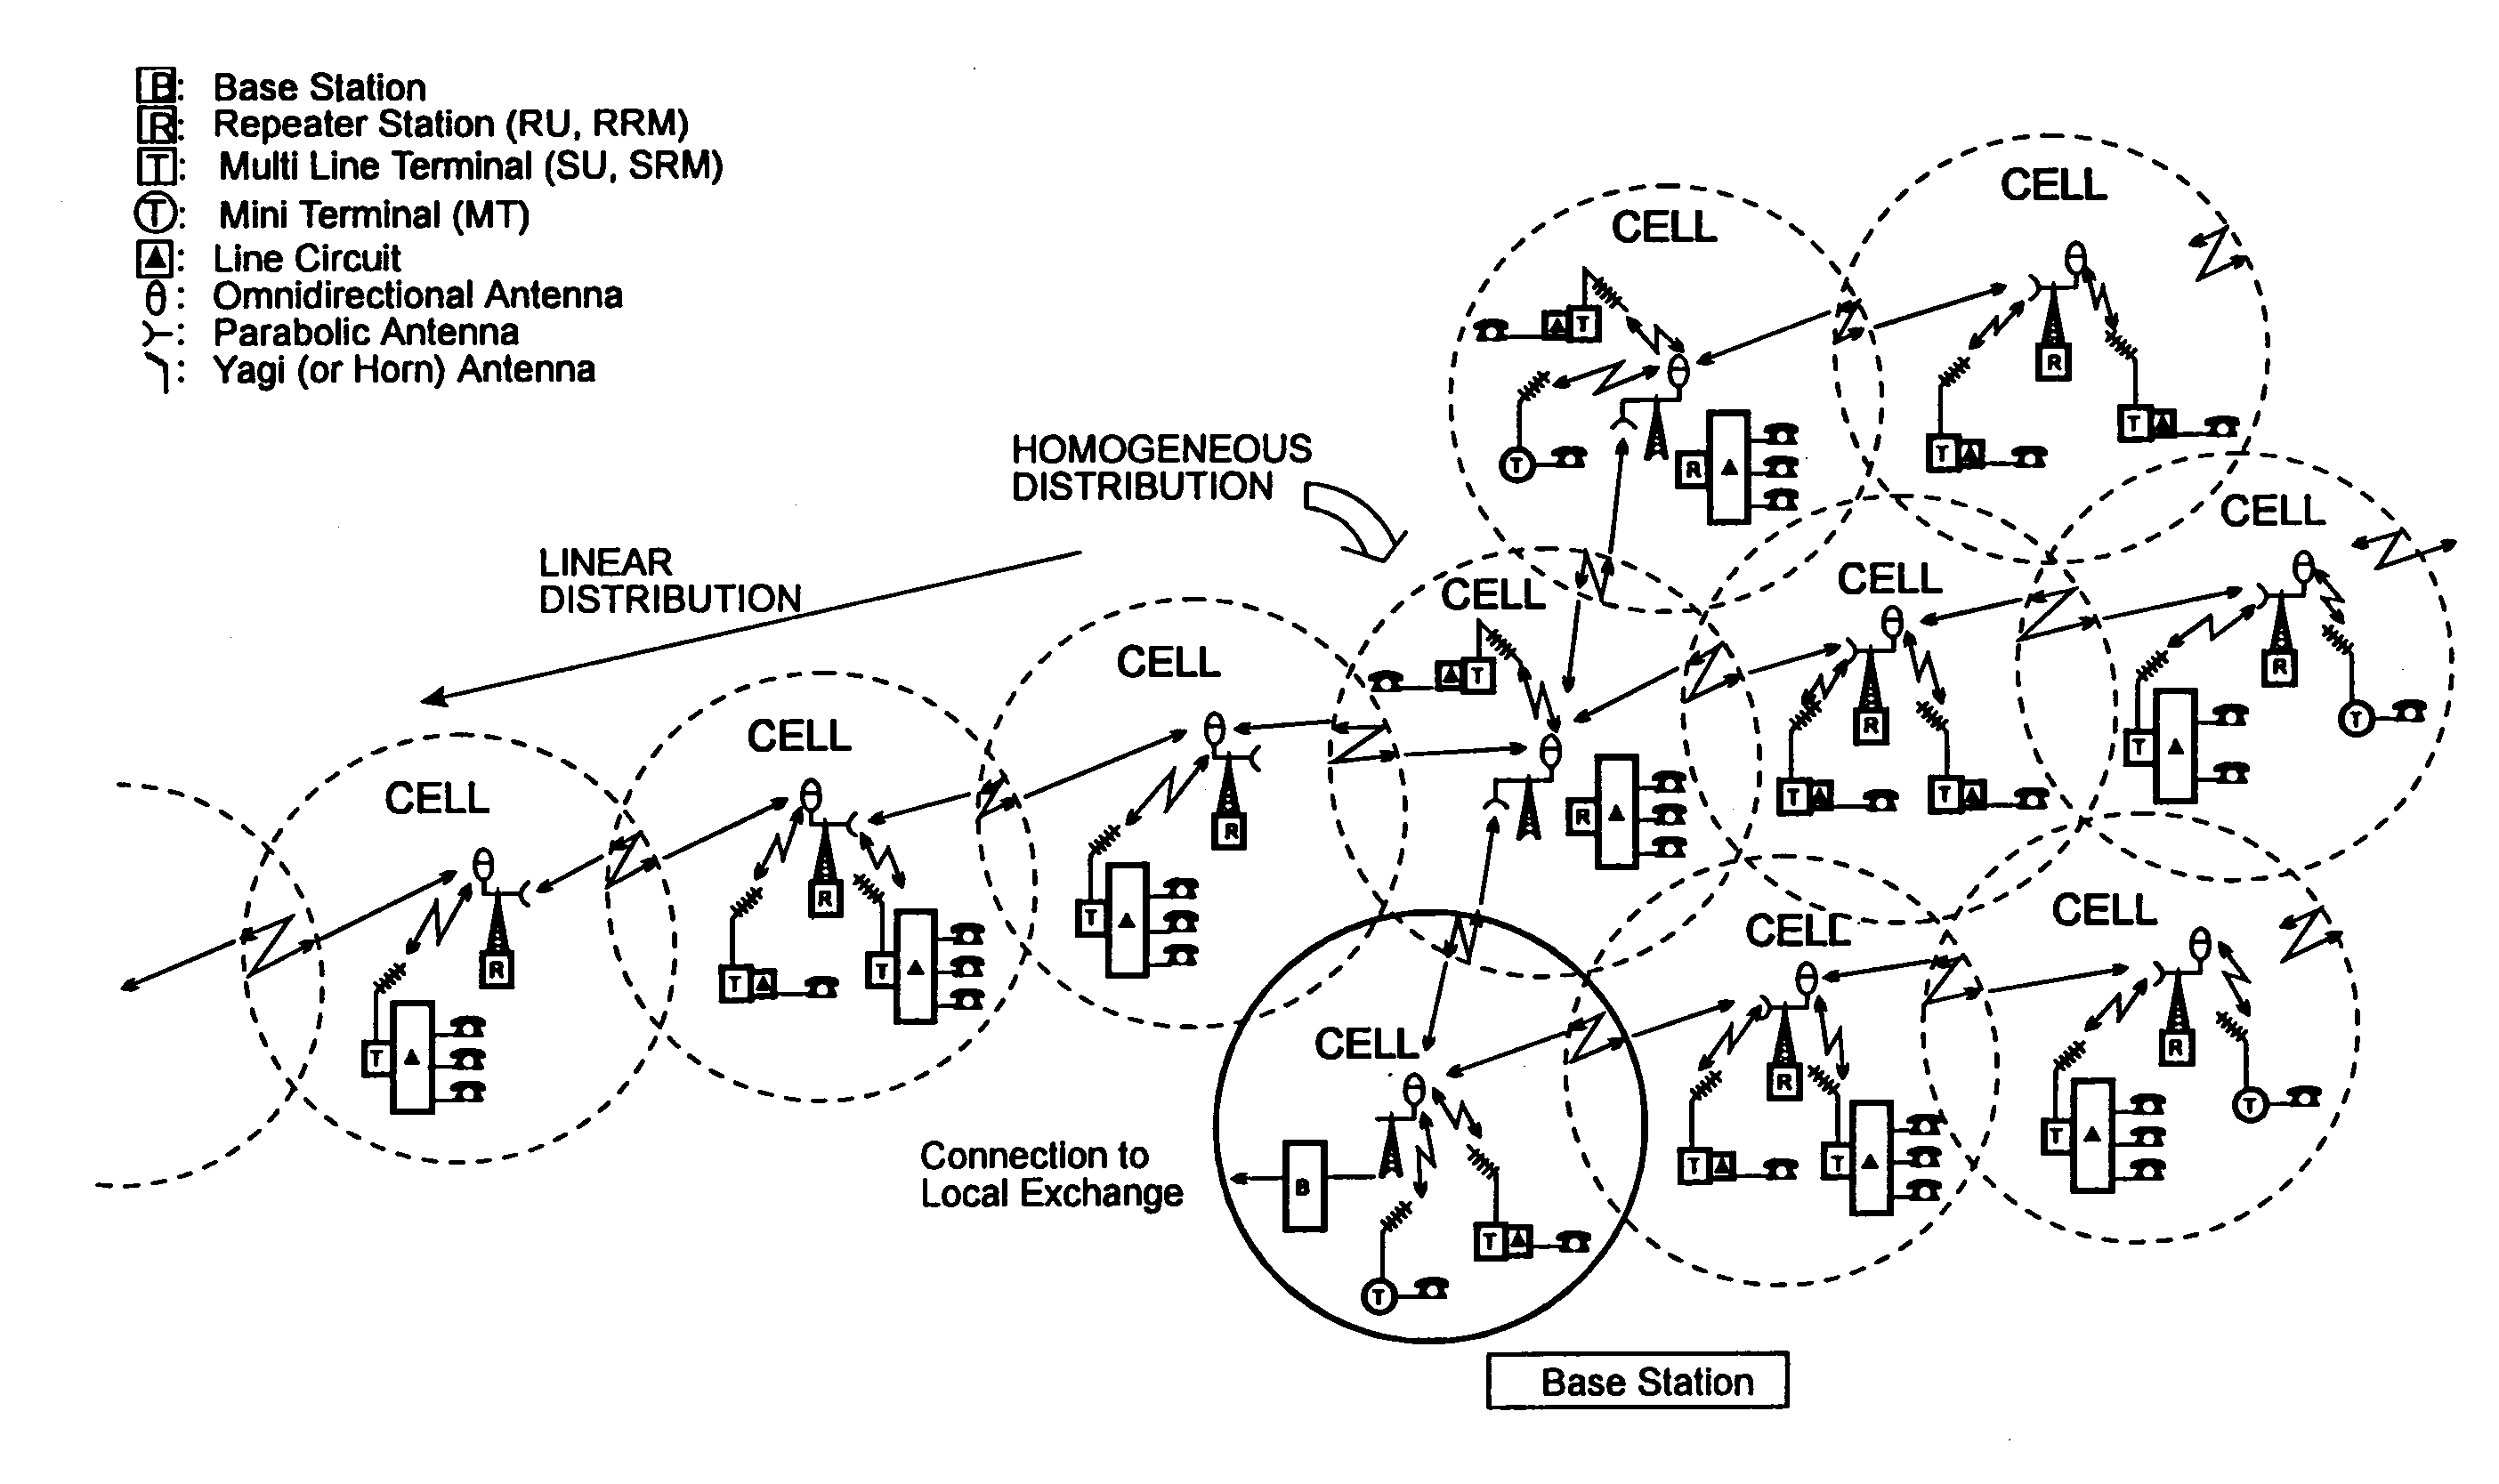 B: Base Station
R: Repeater Station (RU, RRM)
T: Multi Line Terminal (SU, SRM)
T: Mini Terminal (MT)
▲: Line Circuit
: Omnidirectional Antenna
: Parabolic Antenna
: Yagi (or Horn) Antenna
CELL
CELL
T
R
T
R
T
T
HOMOGENEOUS
DISTRIBUTION
LINEAR
DISTRIBUTION
CELL
CELL
CELL
CELL
CELL
CELL
T
R
R
T
T
T
T
R
R
T
R
T
R
T
T
CELL
CELL
R
T
T
R
R
T
T
T
T
T
CELL
Connection to
Local Exchange
B
T
T
Base Station